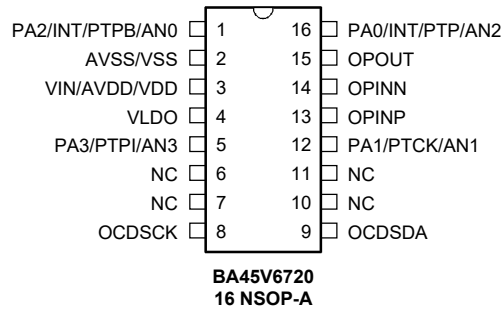 PA2/INT/PTPB/AN0 1 16 PA0/INT/PTP/AN2
AVSS/VSS 2 15 OPOUT
VIN/AVDD/VDD 3 14 OPINN
VLDO 4 13 OPINP
PA3/PTPI/AN3 5 12 PA1/PTCK/AN1
NC 6 11 NC
NC 7 10 NC
OCDSCK 8 9 OCDSDA
BA45V6720
16 NSOP-A